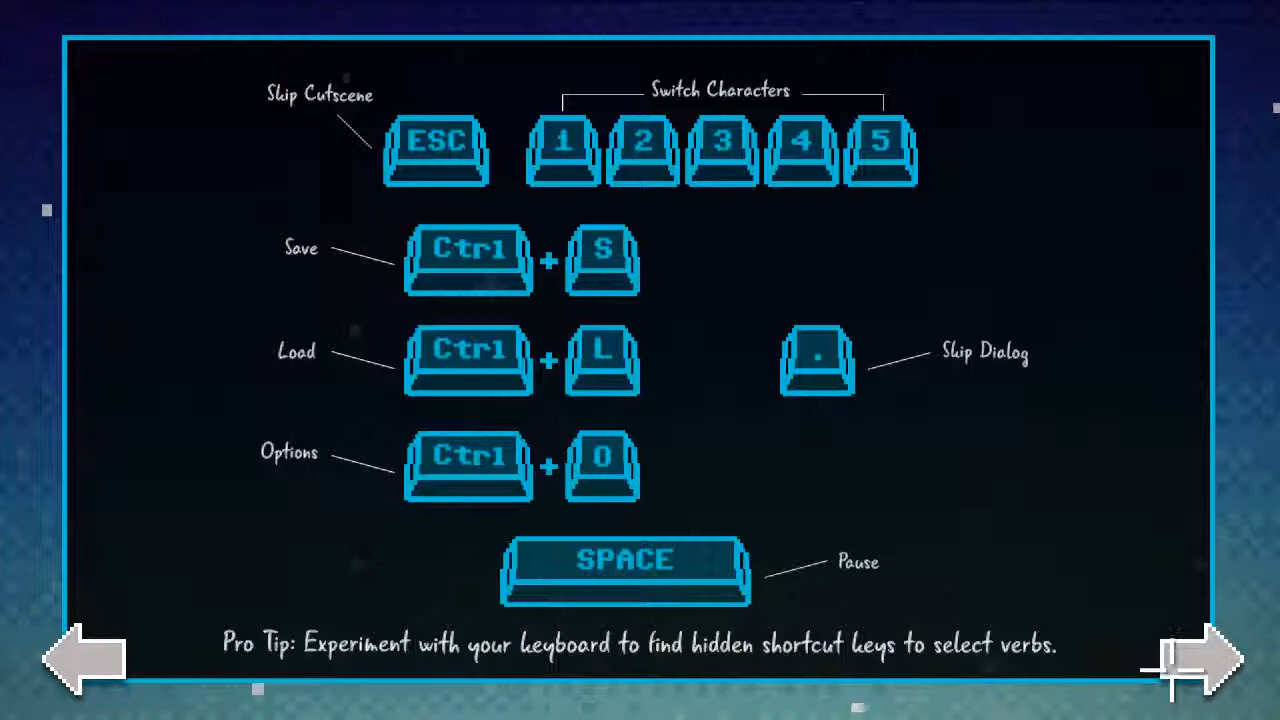 Skip Cutscene
Switch Characters
ESC 1 2 3 4 5
Save
Ctrl + S
Load
Ctrl + L
.
Skip Dialog
Options
Ctrl + O
SPACE
Pause
Pro Tip: Experiment with your keyboard to find hidden shortcut keys to select verbs.